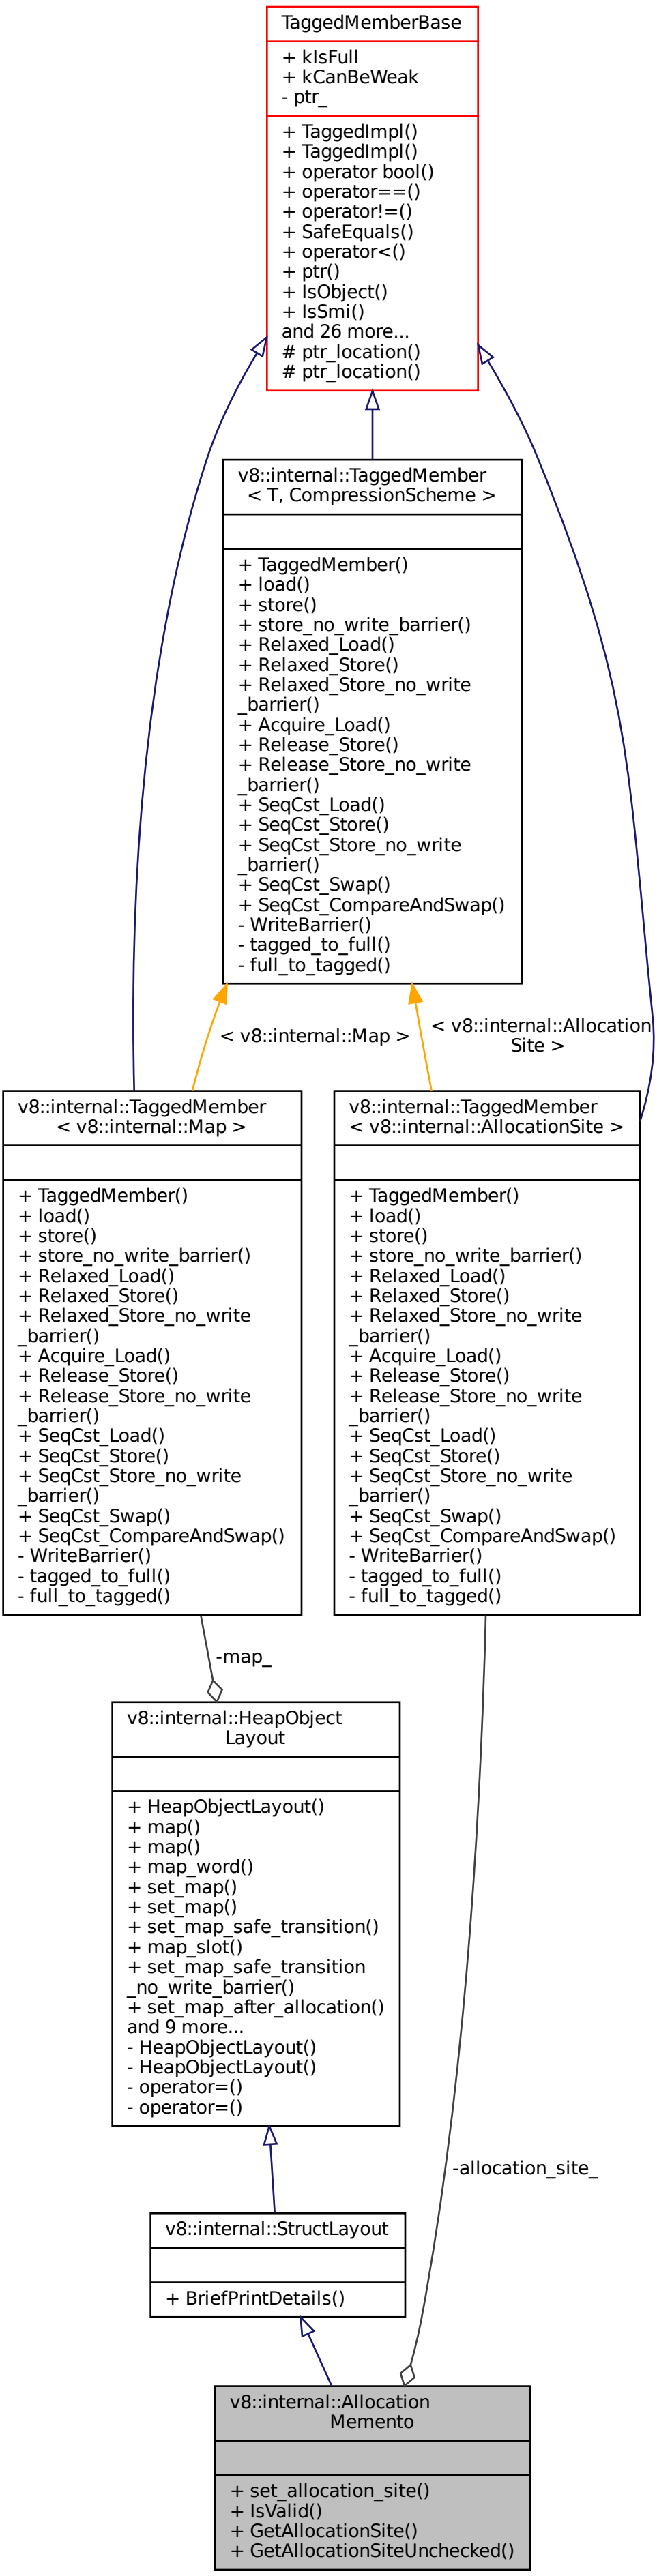 TaggedMemberBase
+ kIsFull
+ kCanBeWeak
- ptr_
+ TaggedImpl()
+ TaggedImpl()
+ operator bool()
+ operator==()
+ operator!=()
+ SafeEquals()
+ operator<()
+ ptr()
+ IsObject()
+ IsSmi()
and 26 more...
# ptr_location()
# ptr_location()
v8::internal::TaggedMember
< T, CompressionScheme >
+ TaggedMember()
+ load()
+ store()
+ store_no_write_barrier()
+ Relaxed_Load()
+ Relaxed_Store()
+ Relaxed_Store_no_write
_barrier()
+ Acquire_Load()
+ Release_Store()
+ Release_Store_no_write
_barrier()
+ SeqCst_Load()
+ SeqCst_Store()
+ SeqCst_Store_no_write
_barrier()
+ SeqCst_Swap()
+ SeqCst_CompareAndSwap()
- WriteBarrier()
- tagged_to_full()
- full_to_tagged()
< v8::internal::Map >
< v8::internal::Allocation
Site >
v8::internal::TaggedMember
< v8::internal::Map >
+ TaggedMember()
+ load()
+ store()
+ store_no_write_barrier()
+ Relaxed_Load()
+ Relaxed_Store()
+ Relaxed_Store_no_write
_barrier()
+ Acquire_Load()
+ Release_Store()
+ Release_Store_no_write
_barrier()
+ SeqCst_Load()
+ SeqCst_Store()
+ SeqCst_Store_no_write
_barrier()
+ SeqCst_Swap()
+ SeqCst_CompareAndSwap()
- WriteBarrier()
- tagged_to_full()
- full_to_tagged()
v8::internal::TaggedMember
< v8::internal::AllocationSite >
+ TaggedMember()
+ load()
+ store()
+ store_no_write_barrier()
+ Relaxed_Load()
+ Relaxed_Store()
+ Relaxed_Store_no_write
_barrier()
+ Acquire_Load()
+ Release_Store()
+ Release_Store_no_write
_barrier()
+ SeqCst_Load()
+ SeqCst_Store()
+ SeqCst_Store_no_write
_barrier()
+ SeqCst_Swap()
+ SeqCst_CompareAndSwap()
- WriteBarrier()
- tagged_to_full()
- full_to_tagged()
-map_
v8::internal::HeapObject
Layout
+ HeapObjectLayout()
+ map()
+ map()
+ map_word()
+ set_map()
+ set_map()
+ set_map_safe_transition()
+ map_slot()
+ set_map_safe_transition
_no_write_barrier()
+ set_map_after_allocation()
and 9 more...
- HeapObjectLayout()
- HeapObjectLayout()
- operator=()
- operator=()
-allocation_site_
v8::internal::StructLayout
+ BriefPrintDetails()
v8::internal::Allocation
Memento
+ set_allocation_site()
+ IsValid()
+ GetAllocationSite()
+ GetAllocationSiteUnchecked()